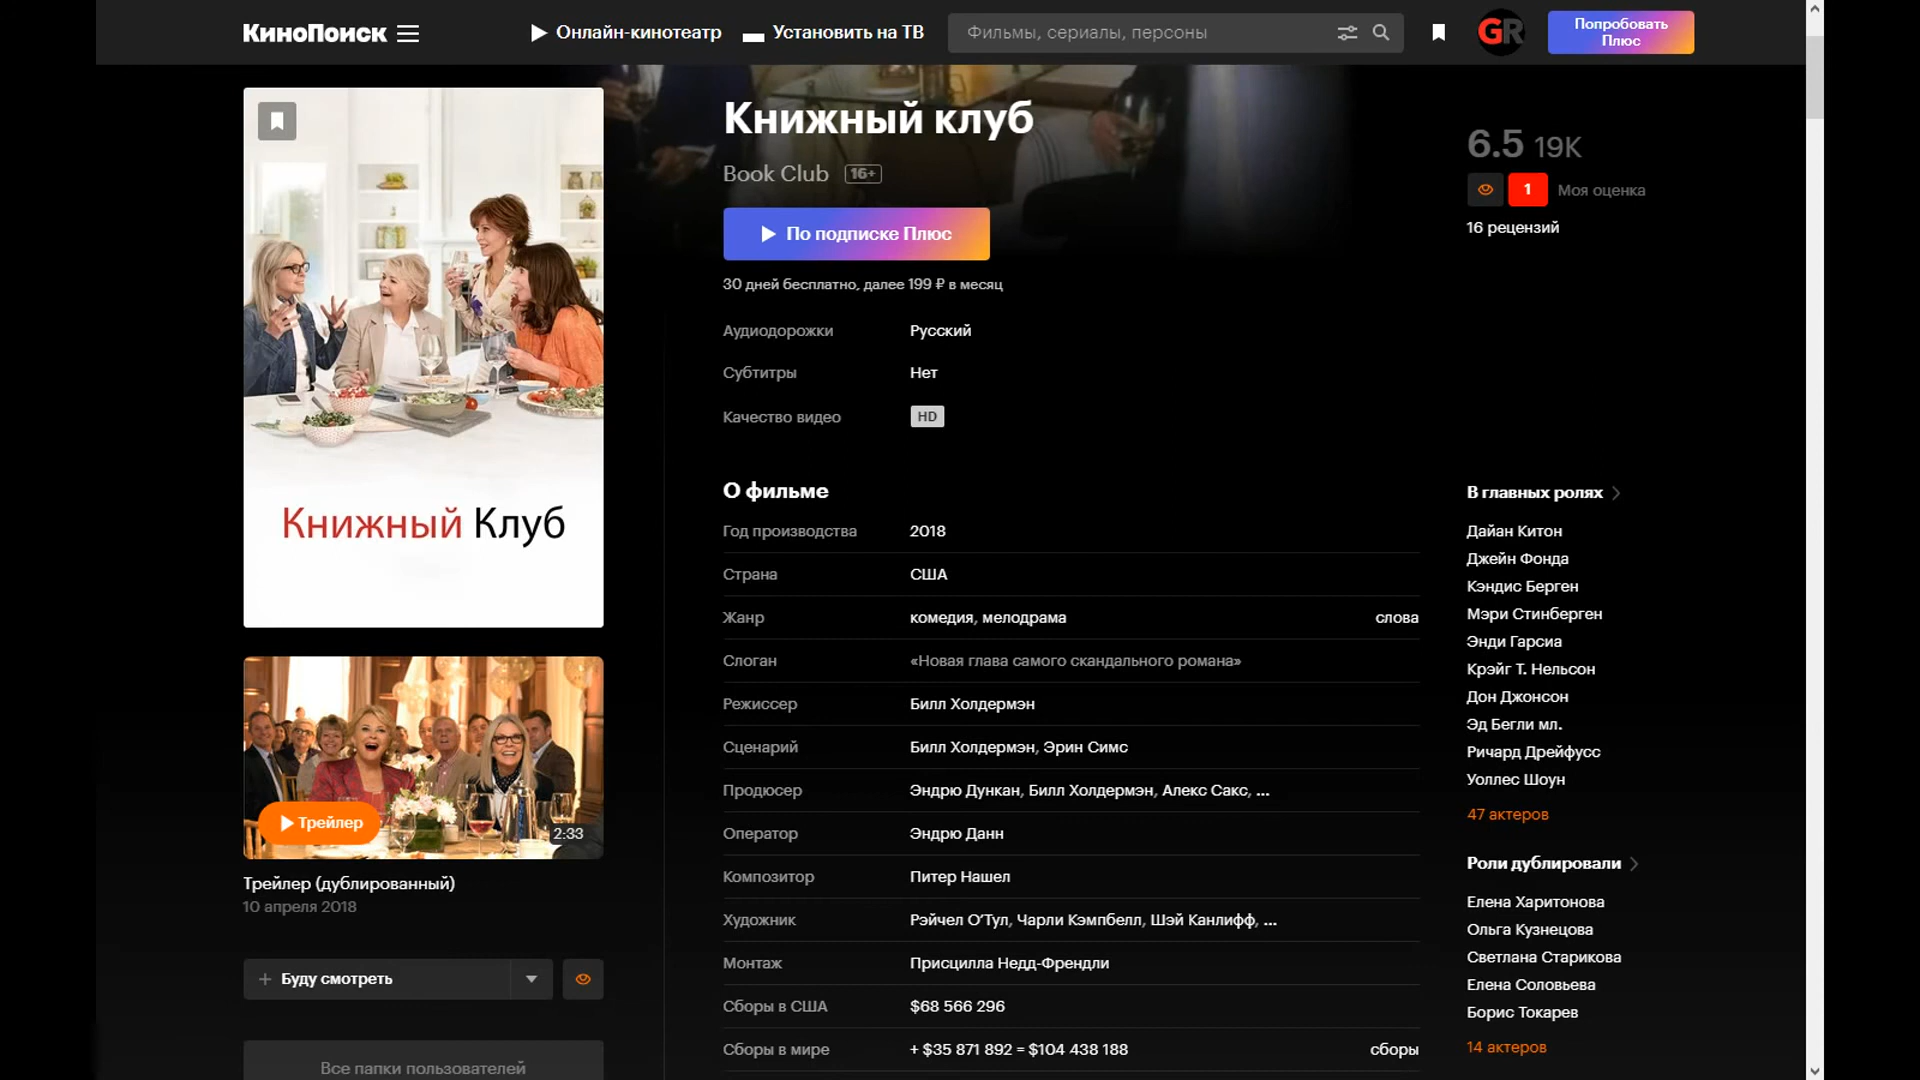 КиноПоиск
Онлайн-кинотеатр
Установить на ТВ
Фильмы, сериалы, персоны
GR
Попробовать
Плюс
Книжный клуб
Book Club 16+
По подписке Плюс
30 дней бесплатно, далее 199 ₽ в месяц
Аудиодорожки Русский
Субтитры Нет
Качество видео HD
6.5 19K
1 Моя оценка
16 рецензий
Книжный Клуб
Трейлер
2:33
Трейлер (дублированный)
10 апреля 2018
+ Буду смотреть
Все папки пользователей
О фильме
Год производства 2018
Страна США
Жанр комедия, мелодрама слова
Слоган «Новая глава самого скандального романа»
Режиссер Билл Холдермэн
Сценарий Билл Холдермэн, Эрин Симс
Продюсер Эндрю Дункан, Билл Холдермэн, Алекс Сакс, ...
Оператор Эндрю Данн
Композитор Питер Нашел
Художник Рэйчел О’Тул, Чарли Кэмпбелл, Шэй Канлифф, ...
Монтаж Присцилла Недд-Френдли
Сборы в США $68 566 296
Сборы в мире + $35 871 892 = $104 438 188 сборы
В главных ролях
Дайан Китон
Джейн Фонда
Кэндис Берген
Мэри Стинберген
Энди Гарсиа
Крэйг Т. Нельсон
Дон Джонсон
Эд Бегли мл.
Ричард Дрейфусс
Уоллес Шоун
47 актеров
Роли дублировали
Елена Харитонова
Ольга Кузнецова
Светлана Старикова
Елена Соловьева
Борис Токарев
14 актеров